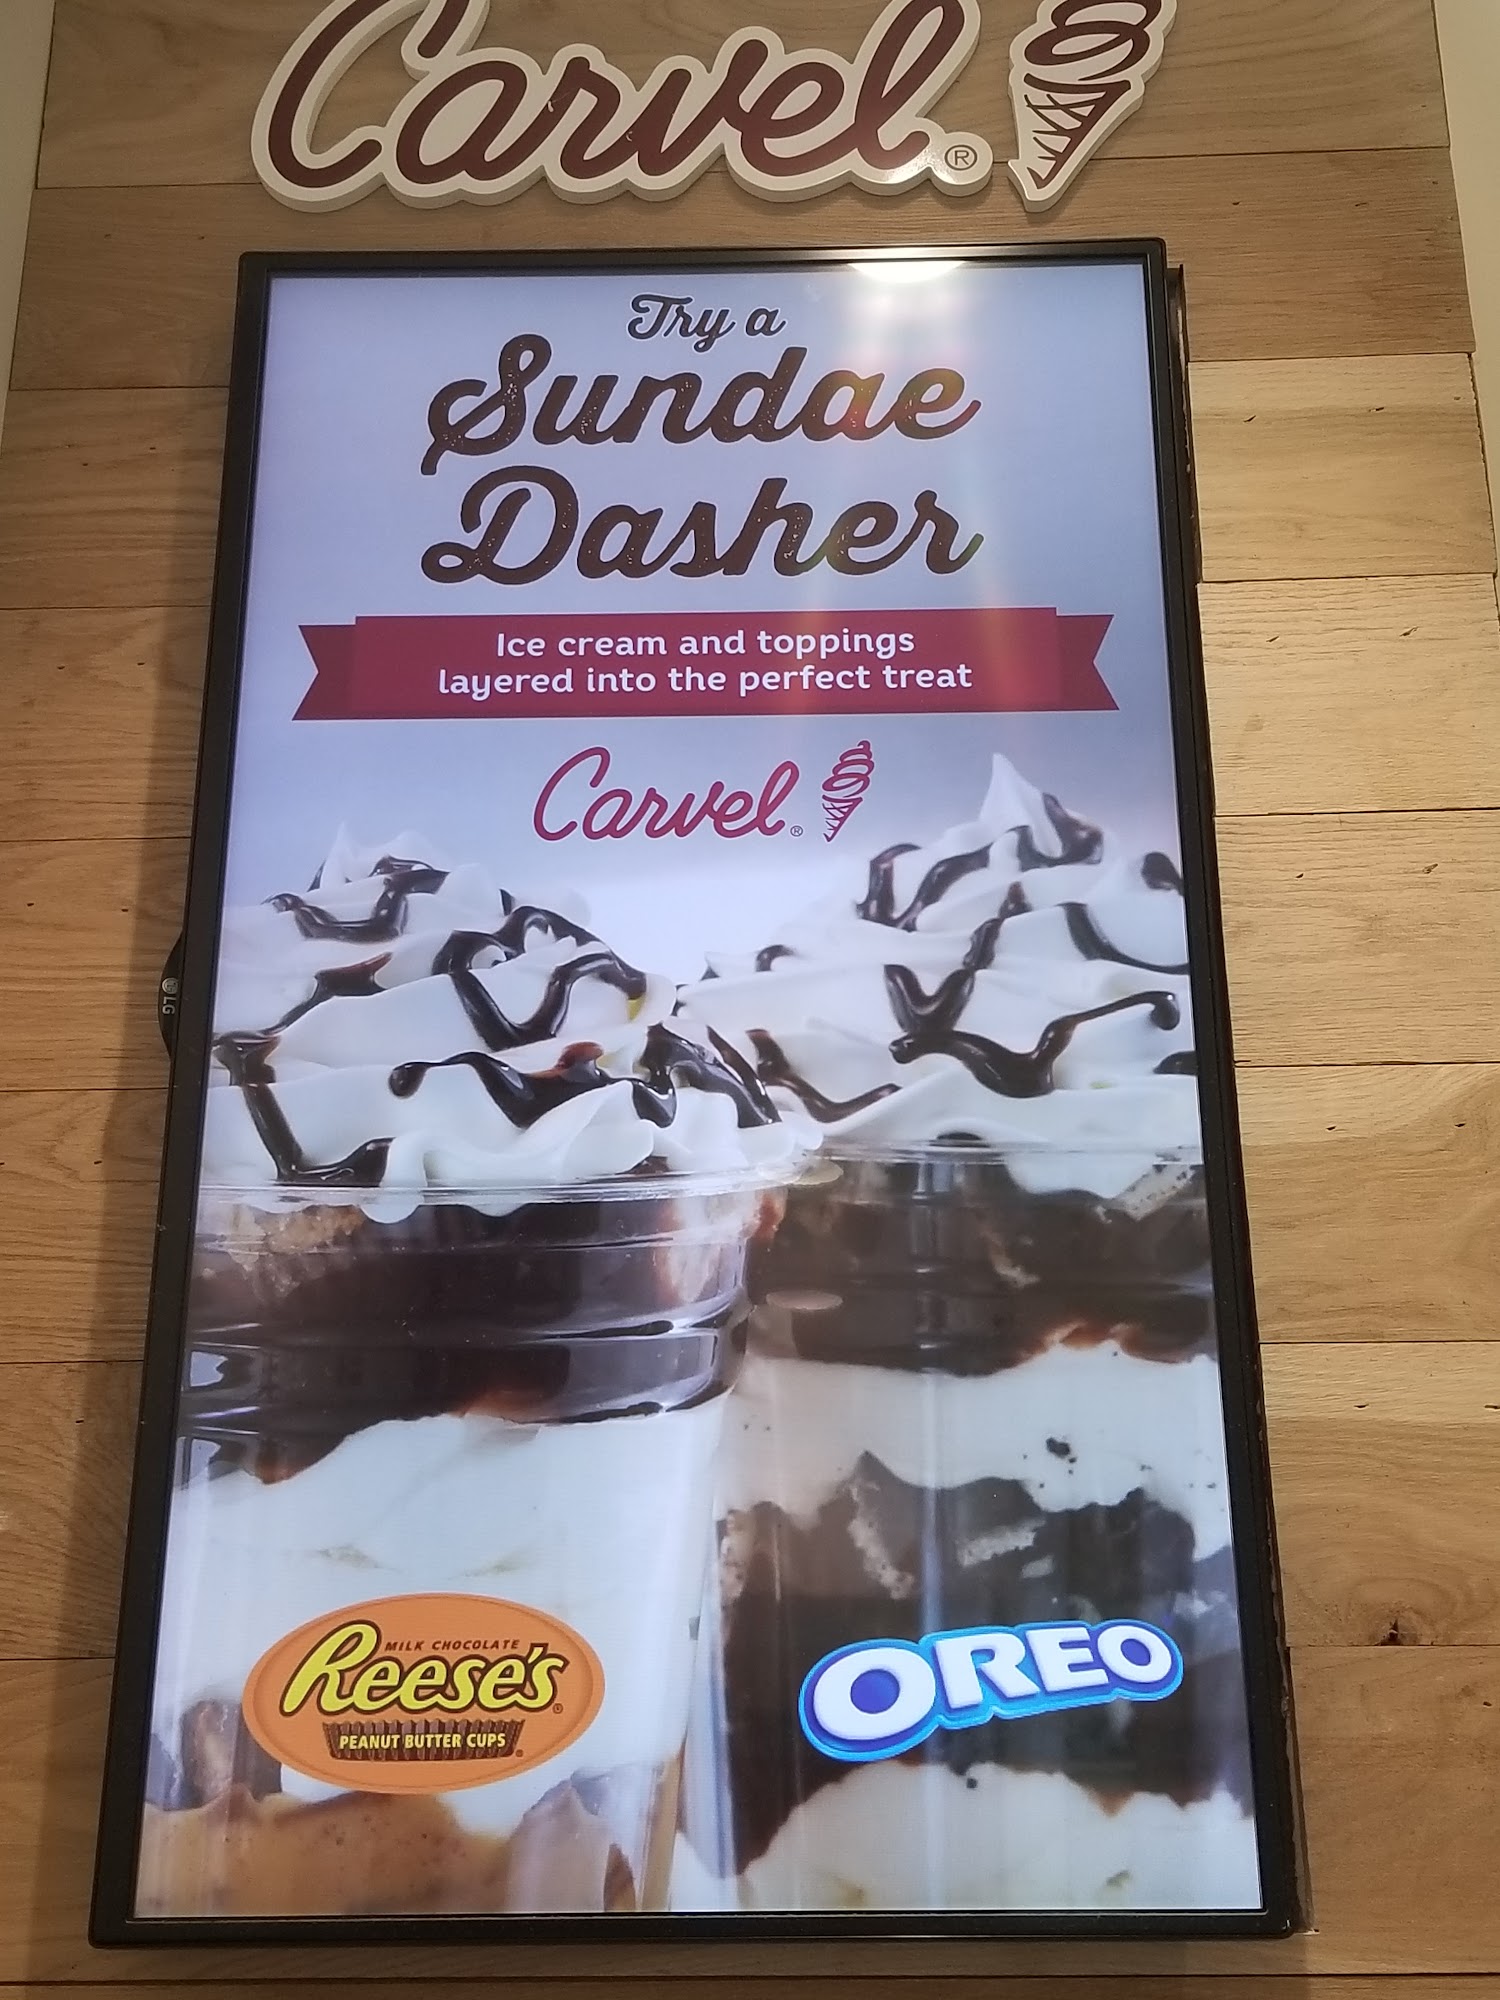 Carvel®
Try a
Sundae
Dasher
Ice cream and toppings
layered into the perfect treat
Carvel®
LG
MILK CHOCOLATE
Reese's®
PEANUT BUTTER CUPS®
OREO